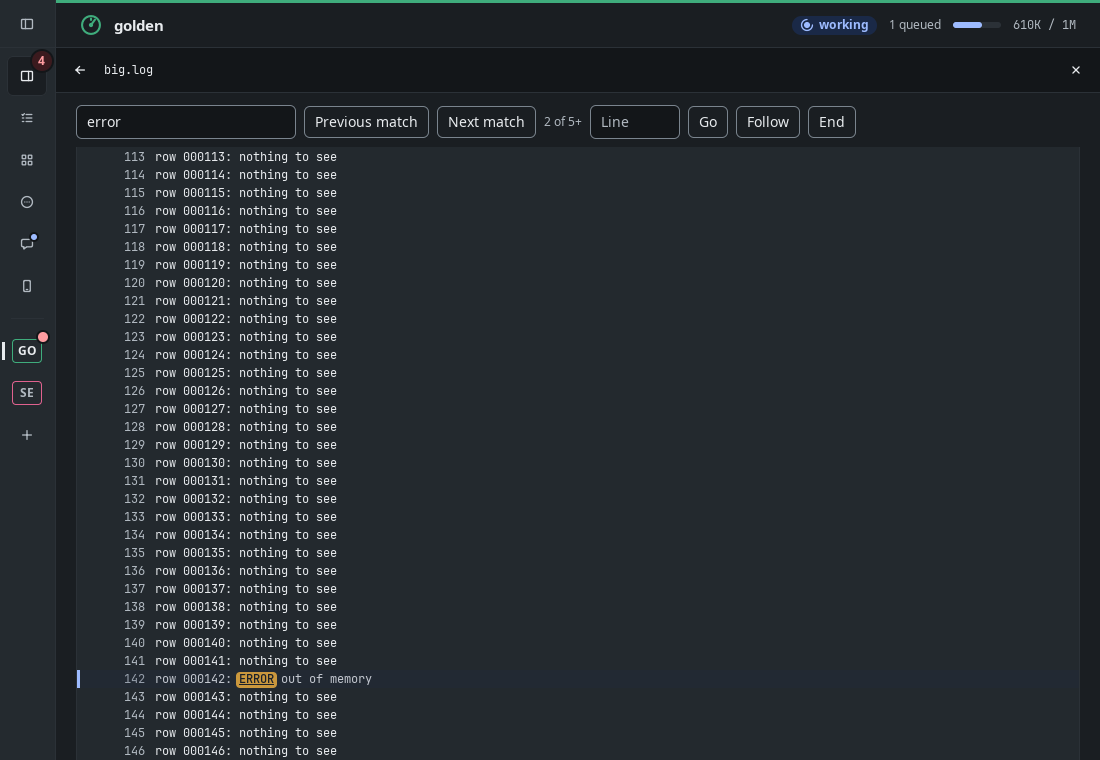 golden
working
1 queued
610K / 1M
4
big.log
error
Previous match
Next match
2 of 5+
Line
Go
Follow
End
113 row 000113: nothing to see
114 row 000114: nothing to see
115 row 000115: nothing to see
116 row 000116: nothing to see
117 row 000117: nothing to see
118 row 000118: nothing to see
119 row 000119: nothing to see
120 row 000120: nothing to see
121 row 000121: nothing to see
122 row 000122: nothing to see
123 row 000123: nothing to see
124 row 000124: nothing to see
125 row 000125: nothing to see
126 row 000126: nothing to see
127 row 000127: nothing to see
128 row 000128: nothing to see
129 row 000129: nothing to see
130 row 000130: nothing to see
131 row 000131: nothing to see
132 row 000132: nothing to see
133 row 000133: nothing to see
134 row 000134: nothing to see
135 row 000135: nothing to see
136 row 000136: nothing to see
137 row 000137: nothing to see
138 row 000138: nothing to see
139 row 000139: nothing to see
140 row 000140: nothing to see
141 row 000141: nothing to see
142 row 000142: ERROR out of memory
143 row 000143: nothing to see
144 row 000144: nothing to see
145 row 000145: nothing to see
146 row 000146: nothing to see
GO
SE